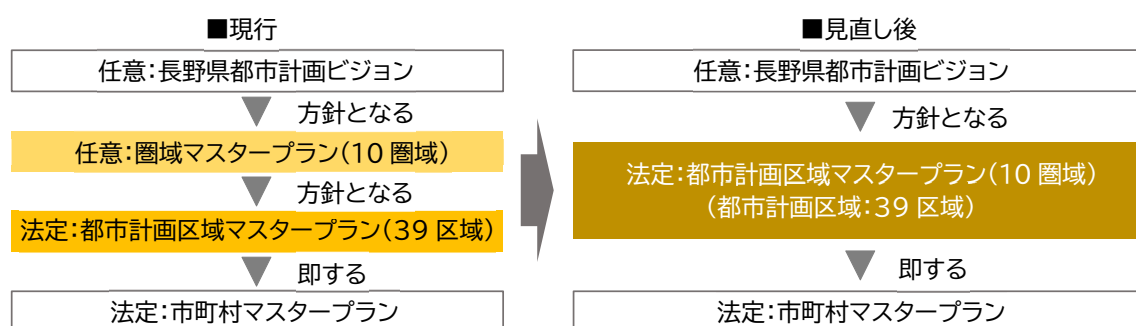 ■現行
任意：長野県都市計画ビジョン
方針となる
任意：圏域マスタープラン（10 圏域）
方針となる
法定：都市計画区域マスタープラン（39 区域）
即する
法定：市町村マスタープラン
■見直し後
任意：長野県都市計画ビジョン
方針となる
法定：都市計画区域マスタープラン（10 圏域）
（都市計画区域：39 区域）
即する
法定：市町村マスタープラン